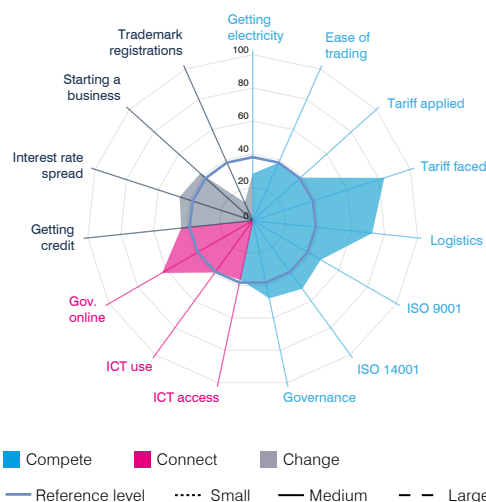 Getting
electricity
Ease of
trading
Tariff applied
Tariff faced
Logistics
ISO 9001
ISO 14001
Governance
ICT access
ICT use
Gov.
online
Getting
credit
Interest rate
spread
Starting a
business
Trademark
registrations
100
80
60
40
20
0
Compete Connect Change
Reference level Small Medium Large